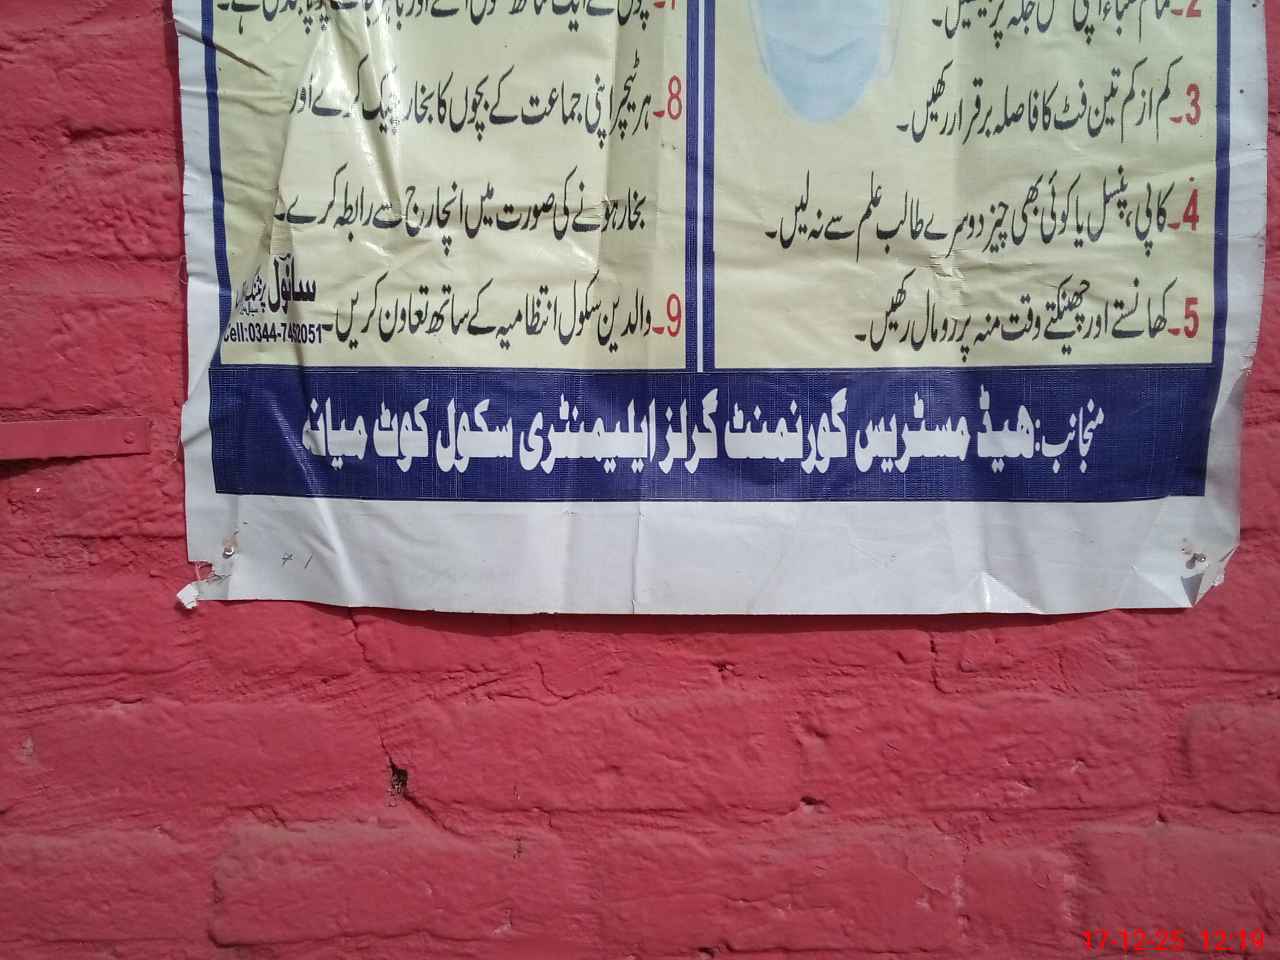 3۔ کم از کم تین فٹ کا فاصلہ برقرار رکھیں۔
4۔ کاپی، پنسل یا کوئی بھی چیز دوسرے طالب علم سے نہ لیں۔
5۔ کھانستے اور چھینکتے وقت منہ پر رومال رکھیں۔
8۔ ہر ٹیچر اپنی جماعت کے بچوں کا بخار چیک کرے اور
بخار ہونے کی صورت میں انچارج سے رابطہ کرے۔
9۔ والدین سکول انتظامیہ کے ساتھ تعاون کریں۔
سانول
Cell:0344-7452051
منجانب: ھیڈ مسٹریس گورنمنٹ گرلز ایلیمنٹری سکول کوٹ میانہ
17-12-25 12:19